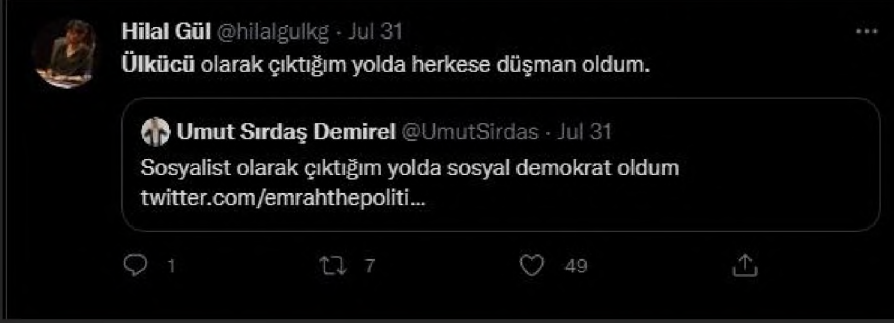 Hilal Gül @hilalgulkg · Jul 31
Ülkücü olarak çıktığım yolda herkese düşman oldum.
Umut Sırdaş Demirel @UmutSirdas · Jul 31
Sosyalist olarak çıktığım yolda sosyal demokrat oldum
twitter.com/emrahthepoliti...
1 7 49